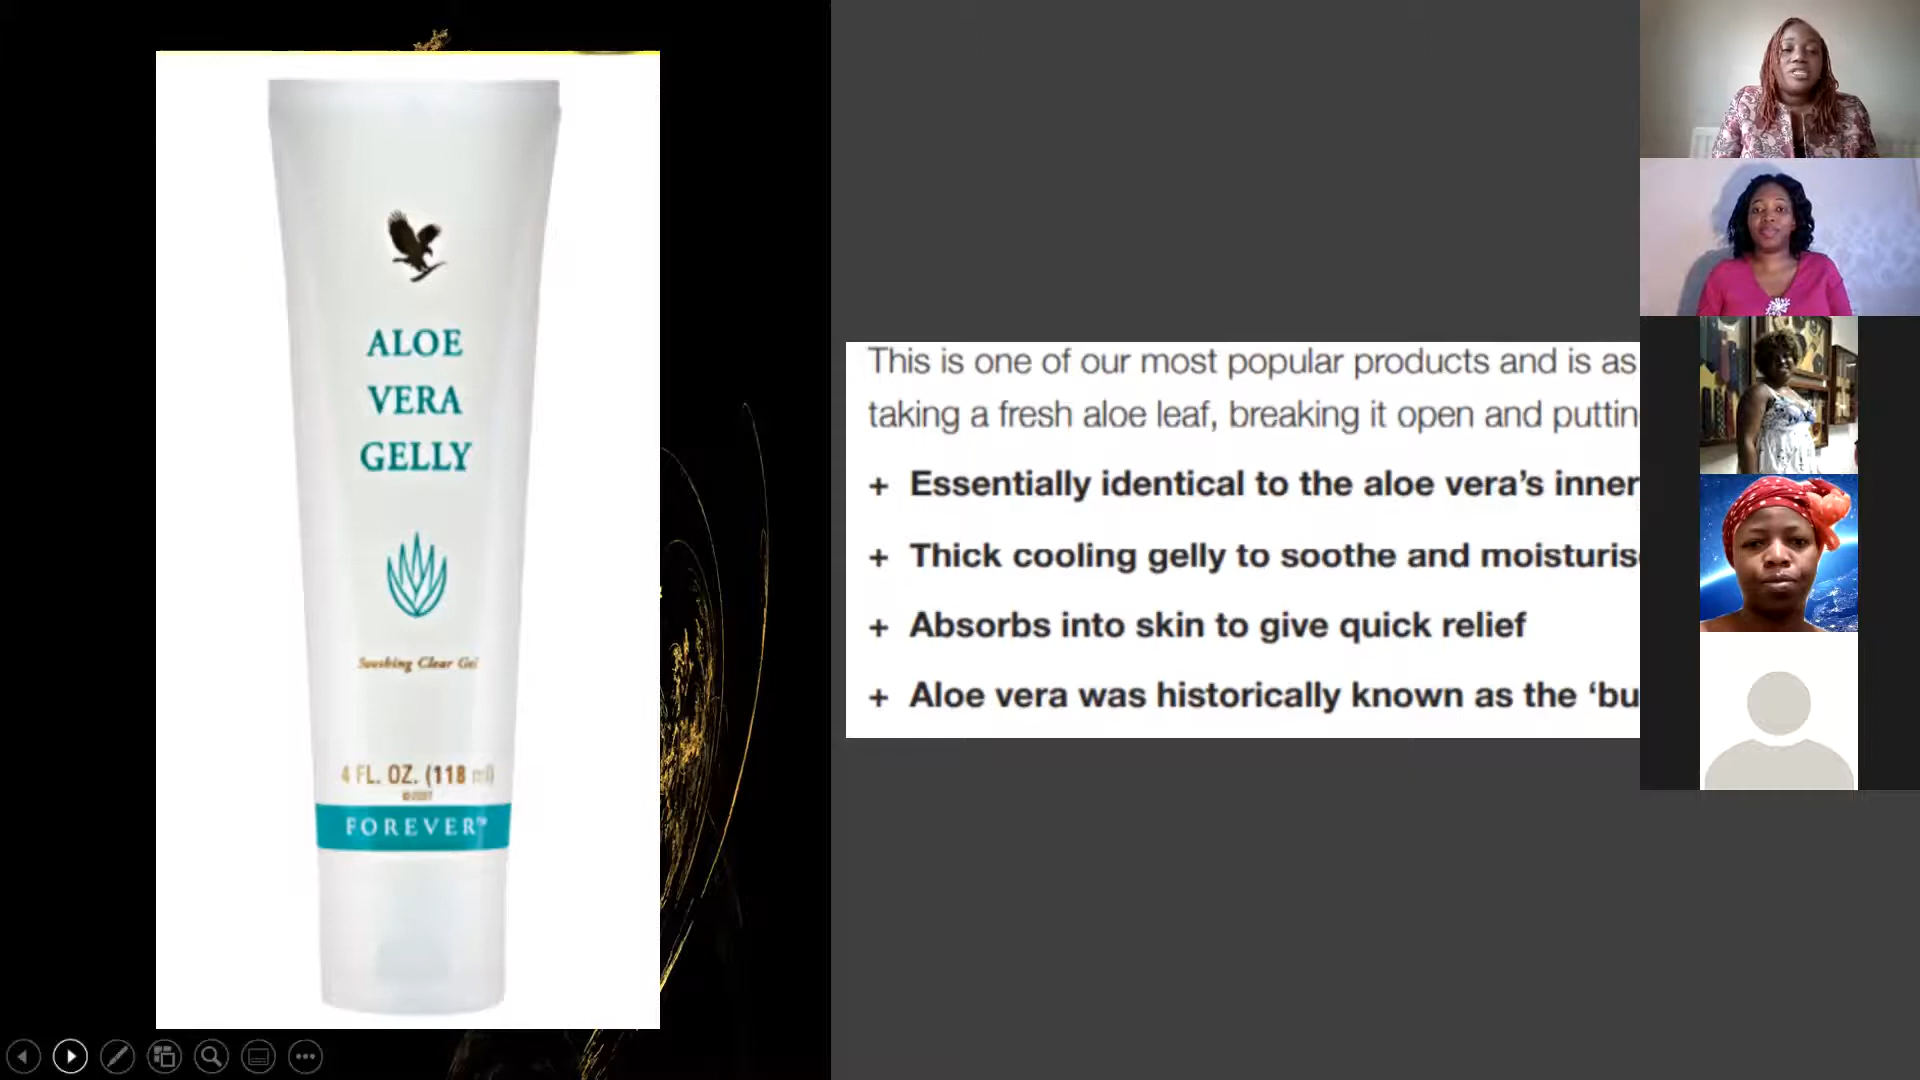 ALOE
VERA
GELLY
Soothing Clear Gel
4 FL. OZ. (118 ml)
FOREVER™
This is one of our most popular products and is as
taking a fresh aloe leaf, breaking it open and puttin
+ Essentially identical to the aloe vera’s inner
+ Thick cooling gelly to soothe and moisturis
+ Absorbs into skin to give quick relief
+ Aloe vera was historically known as the ‘bu